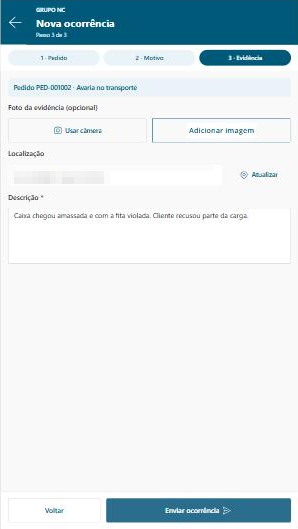 GRUPO NC
Nova ocorrência
Passo 3 de 3
1 · Pedido
2 · Motivo
3 · Evidência
Pedido PED-001002 · Avaria no transporte
Foto da evidência (opcional)
Usar câmera
Adicionar imagem
Localização
Atualizar
Descrição *
Caixa chegou amassada e com a fita violada. Cliente recusou parte da carga.
Voltar
Enviar ocorrência